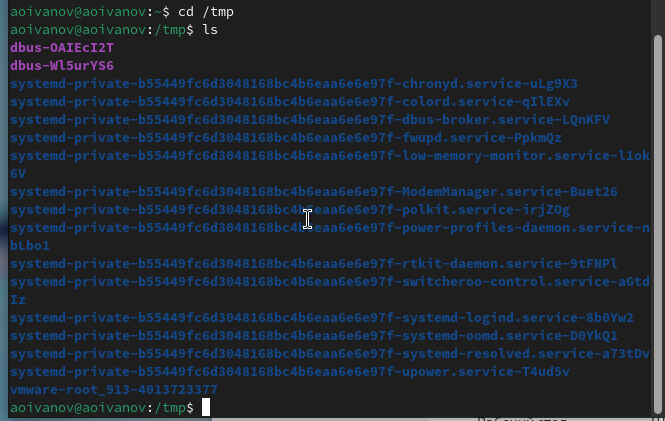 aoivanov@aoivanov:~$ cd /tmp
aoivanov@aoivanov:/tmp$ ls
dbus-OAIEcI2T
dbus-Wl5urYS6
systemd-private-b55449fc6d3048168bc4b6eaa6e6e97f-chronyd.service-uLg9X3
systemd-private-b55449fc6d3048168bc4b6eaa6e6e97f-colord.service-qIlEXv
systemd-private-b55449fc6d3048168bc4b6eaa6e6e97f-dbus-broker.service-LQnKFV
systemd-private-b55449fc6d3048168bc4b6eaa6e6e97f-fwupd.service-PpkmQz
systemd-private-b55449fc6d3048168bc4b6eaa6e6e97f-low-memory-monitor.service-l1ok
6V
systemd-private-b55449fc6d3048168bc4b6eaa6e6e97f-ModemManager.service-Buet26
systemd-private-b55449fc6d3048168bc4b6eaa6e6e97f-polkit.service-irjZOg
systemd-private-b55449fc6d3048168bc4b6eaa6e6e97f-power-profiles-daemon.service-n
bLbo1
systemd-private-b55449fc6d3048168bc4b6eaa6e6e97f-rtkit-daemon.service-9tFNPl
systemd-private-b55449fc6d3048168bc4b6eaa6e6e97f-switcheroo-control.service-aGtd
Iz
systemd-private-b55449fc6d3048168bc4b6eaa6e6e97f-systemd-logind.service-8b0Yw2
systemd-private-b55449fc6d3048168bc4b6eaa6e6e97f-systemd-oomd.service-D0YkQ1
systemd-private-b55449fc6d3048168bc4b6eaa6e6e97f-systemd-resolved.service-a73tDv
systemd-private-b55449fc6d3048168bc4b6eaa6e6e97f-upower.service-T4ud5v
vmware-root_913-4013723377
aoivanov@aoivanov:/tmp$